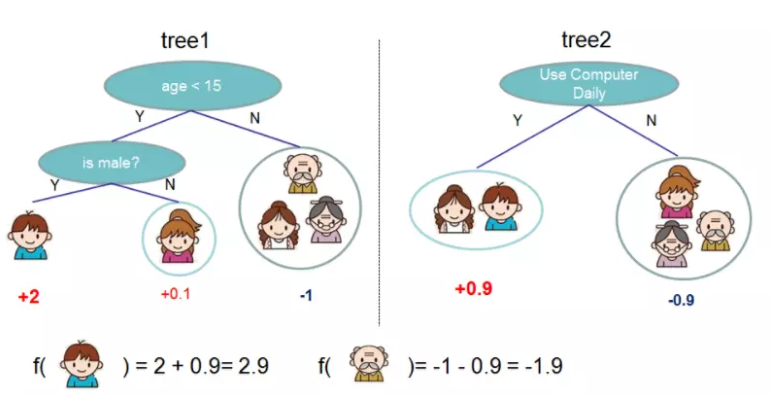 tree1
age < 15
Y
N
is male?
Y
N
+2
+0.1
-1
tree2
Use Computer
Daily
Y
N
+0.9
-0.9
f( ) = 2 + 0.9= 2.9
f( )= -1 - 0.9 = -1.9